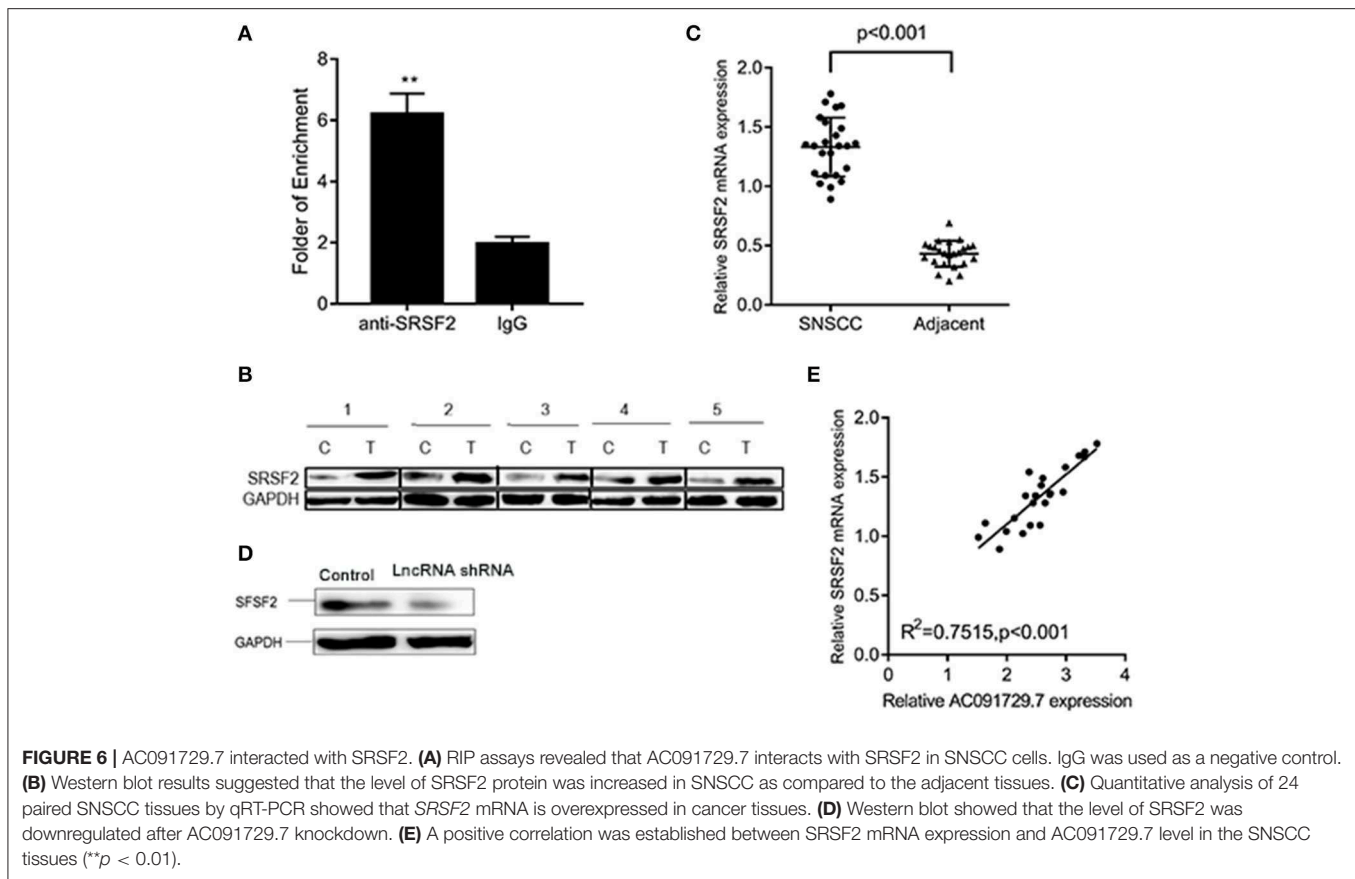 A
8
6
4
2
0
Folder of Enrichment
**
anti-SRSF2 IgG
C
p<0.001
2.0
1.5
1.0
0.5
0.0
Relative SRSF2 mRNA expression
SNSCC Adjacent
B
1 2 3 4 5
C T C T C T C T C T
SRSF2
GAPDH
D
Control LncRNA shRNA
SFSF2
GAPDH
E
2.0
1.5
1.0
0.5
0.0
Relative SRSF2 mRNA expression
R²=0.7515,p<0.001
0 1 2 3 4
Relative AC091729.7 expression
FIGURE 6 | AC091729.7 interacted with SRSF2. (A) RIP assays revealed that AC091729.7 interacts with SRSF2 in SNSCC cells. IgG was used as a negative control.
(B) Western blot results suggested that the level of SRSF2 protein was increased in SNSCC as compared to the adjacent tissues. (C) Quantitative analysis of 24
paired SNSCC tissues by qRT-PCR showed that SRSF2 mRNA is overexpressed in cancer tissues. (D) Western blot showed that the level of SRSF2 was
downregulated after AC091729.7 knockdown. (E) A positive correlation was established between SRSF2 mRNA expression and AC091729.7 level in the SNSCC
tissues (**p < 0.01).